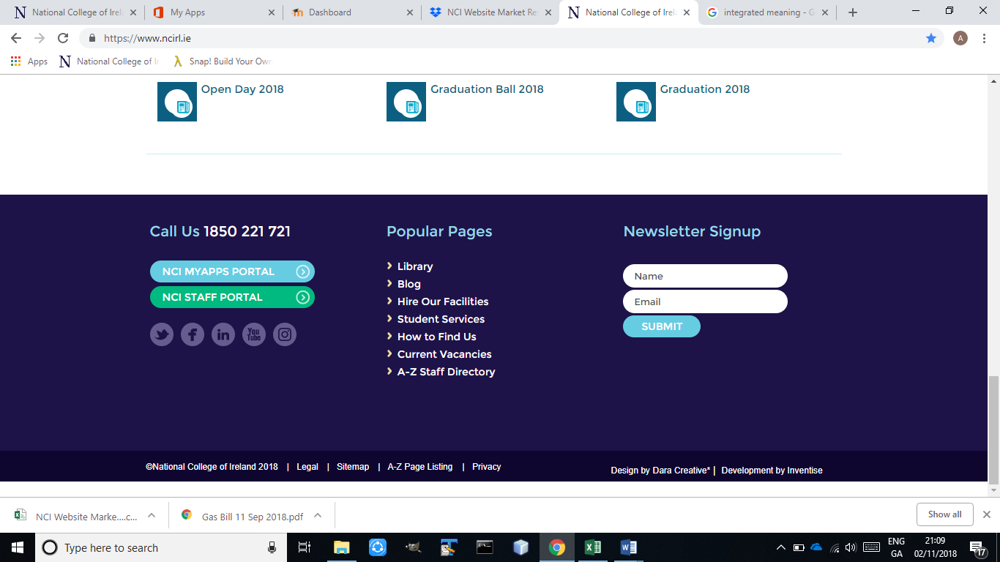 National College of Irel
My Apps
Dashboard
NCI Website Market Re
National College of Irel
integrated meaning - G
https://www.ncirl.ie
A
Apps
National College of Ir
Snap! Build Your Own
Open Day 2018
Graduation Ball 2018
Graduation 2018
Call Us 1850 221 721
NCI MYAPPS PORTAL
NCI STAFF PORTAL
You Tube
Popular Pages
Library
Blog
Hire Our Facilities
Student Services
How to Find Us
Current Vacancies
A-Z Staff Directory
Newsletter Signup
Name
Email
SUBMIT
©National College of Ireland 2018 | Legal | Sitemap | A-Z Page Listing | Privacy
Design by Dara Creative* | Development by Inventise
NCI Website Marke....c...
Gas Bill 11 Sep 2018.pdf
Show all
Type here to search
ENG
GA
21:09
02/11/2018
17